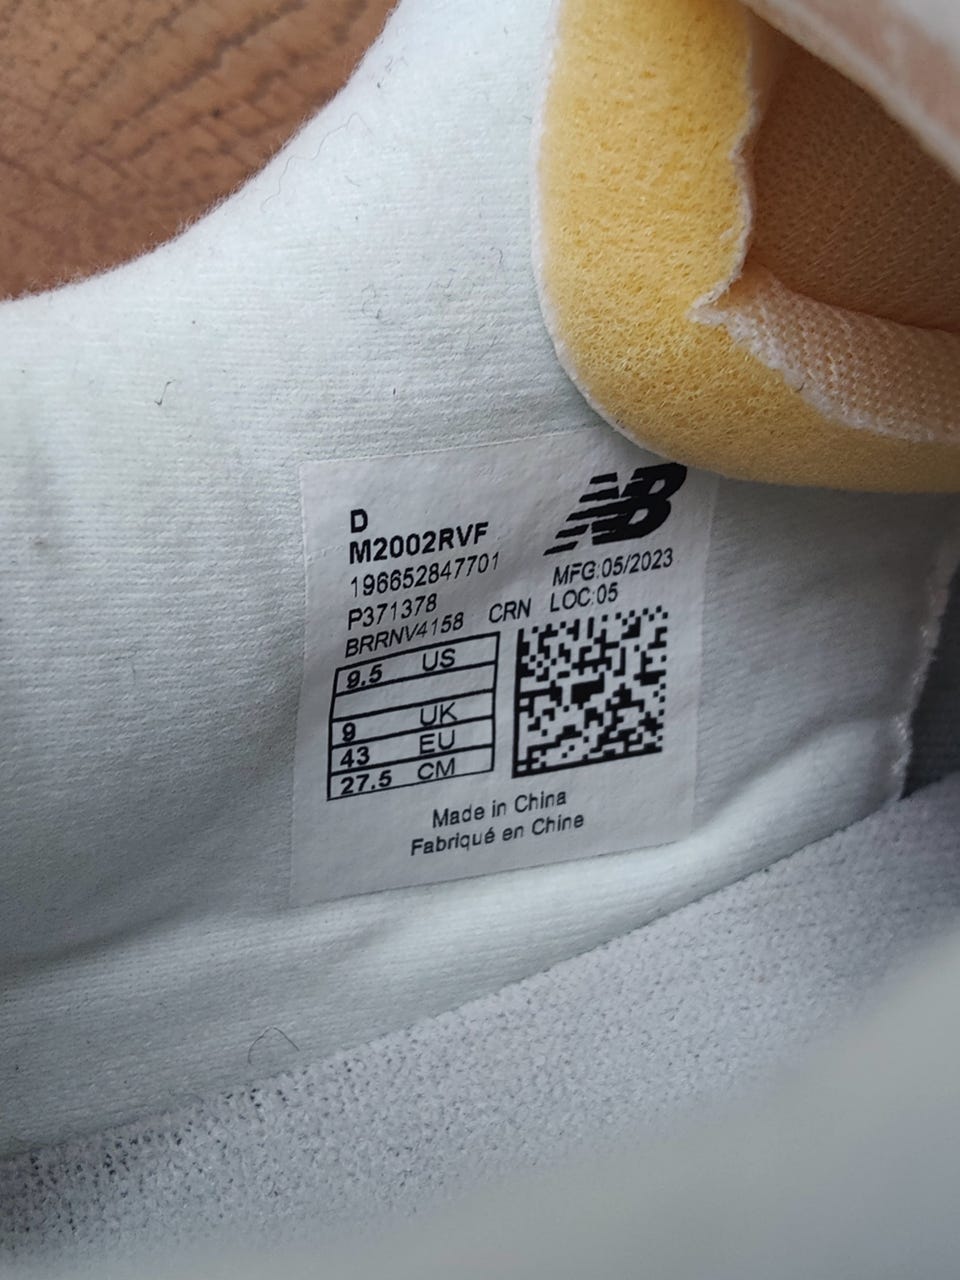 D
M2002RVF
196652847701
P371378
BRRNV4158 CRN
NB
MFG:05/2023
LOC:05
9.5 US
9 UK
43 EU
27.5 CM
Made in China
Fabriqué en Chine